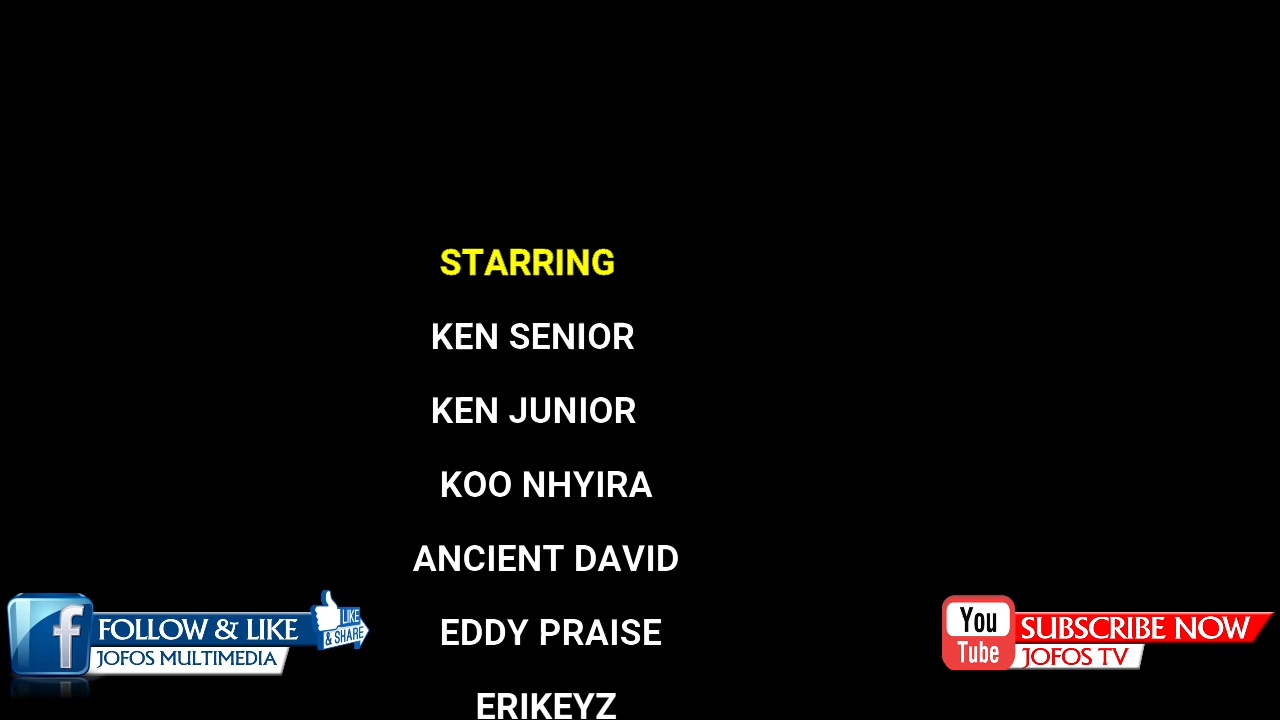 STARRING
KEN SENIOR
KEN JUNIOR
KOO NHYIRA
ANCIENT DAVID
EDDY PRAISE
ERIKEYZ
f FOLLOW & LIKE
JOFOS MULTIMEDIA
LIKE
& SHARE
You
Tube
SUBSCRIBE NOW
JOFOS TV